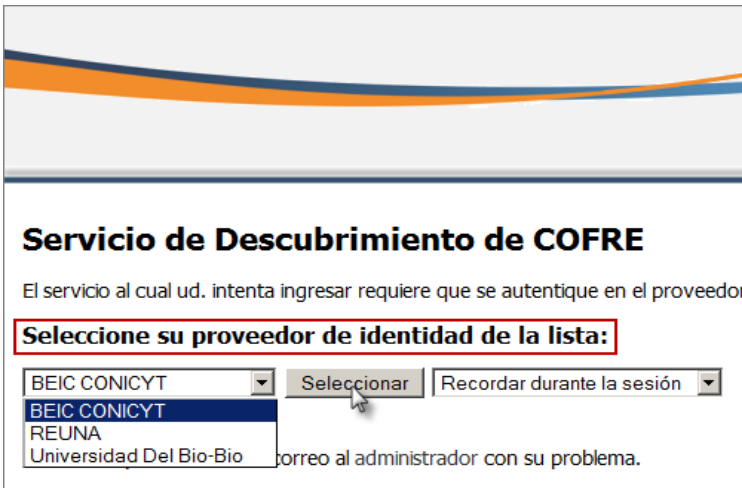 Servicio de Descubrimiento de COFRE
El servicio al cual ud. intenta ingresar requiere que se autentique en el proveedor
Seleccione su proveedor de identidad de la lista:
BEIC CONICYT Seleccionar Recordar durante la sesión
BEIC CONICYT
REUNA
Universidad Del Bio-Bio correo al administrador con su problema.